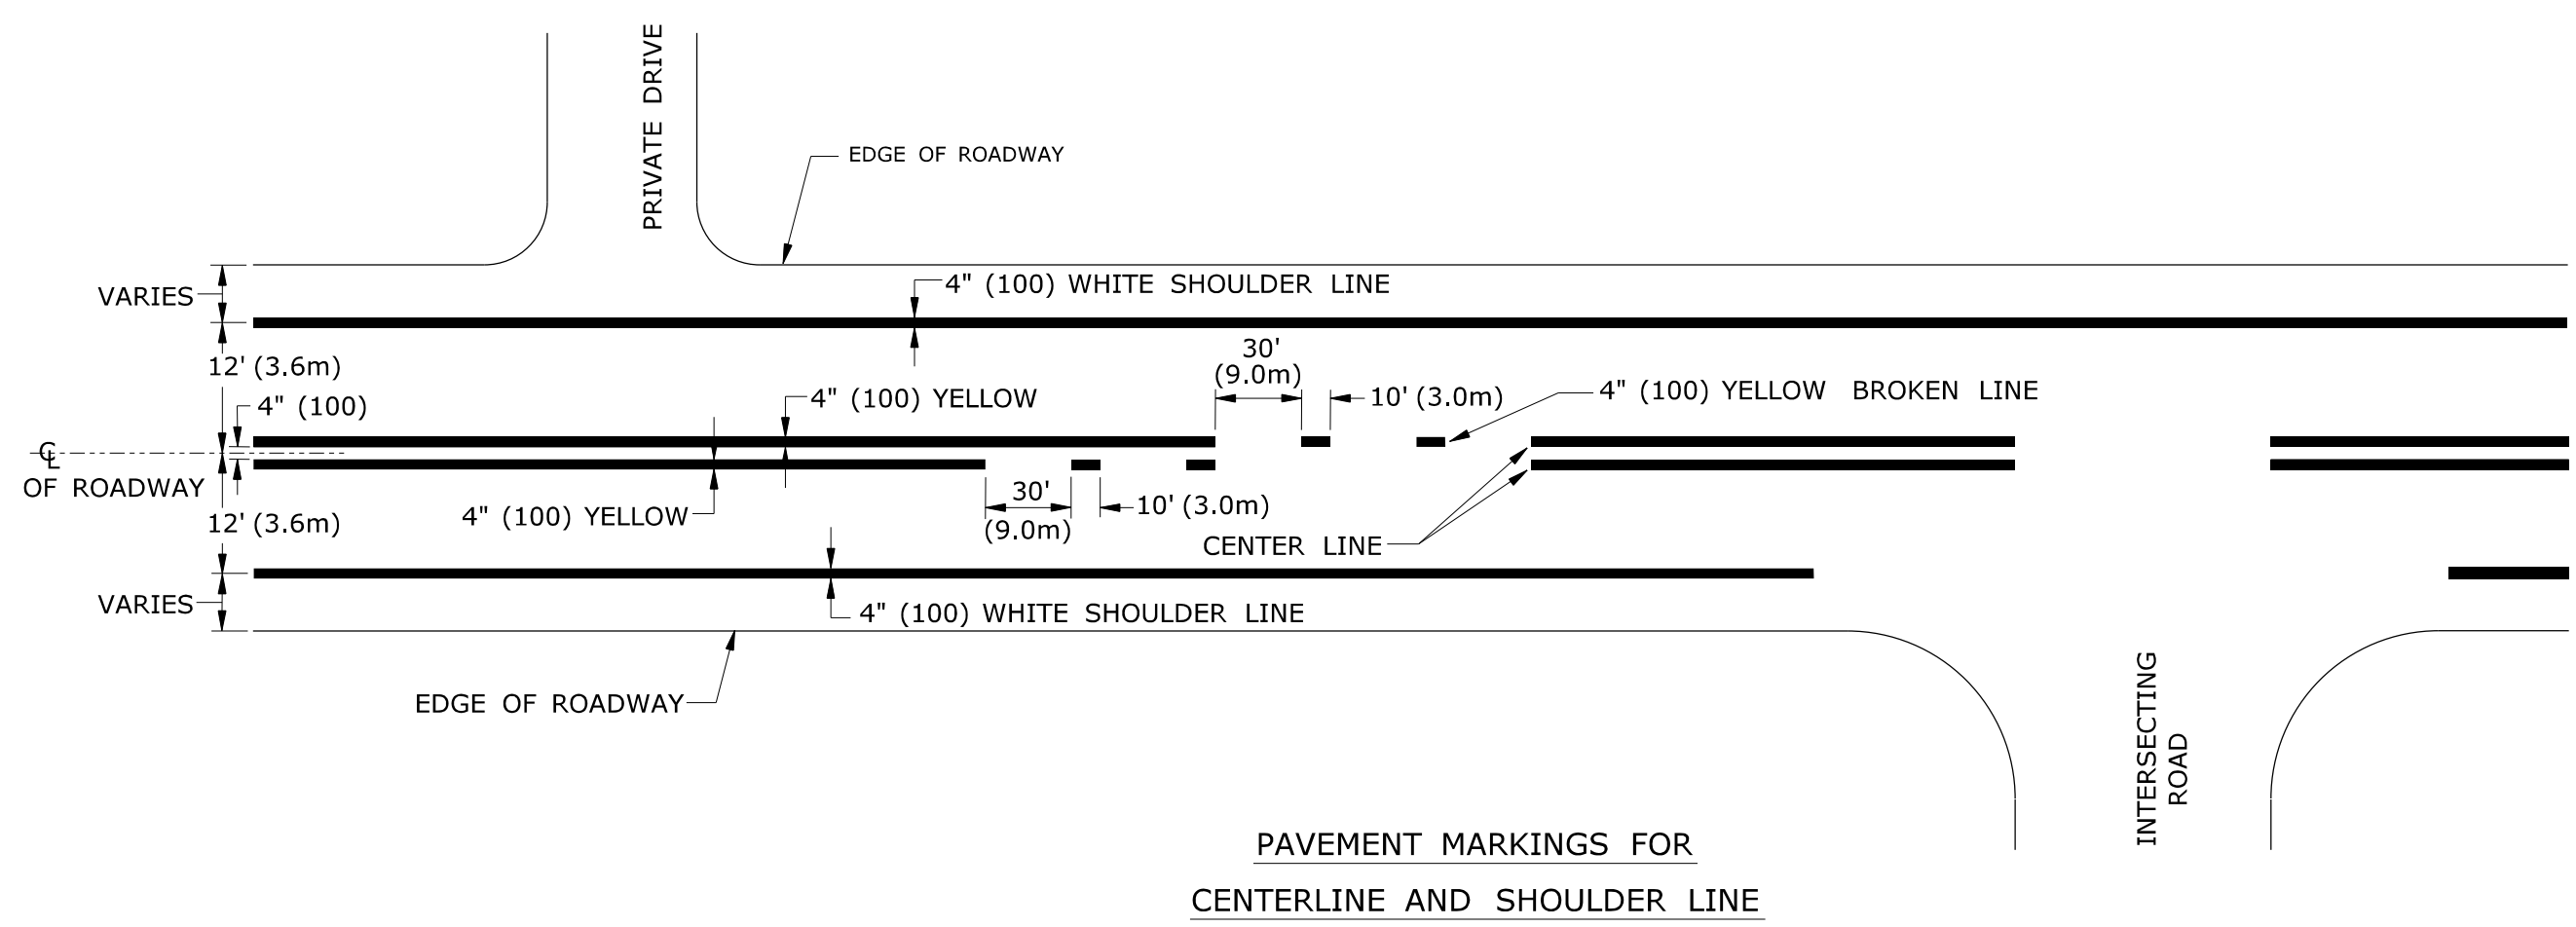 PRIVATE DRIVE
EDGE OF ROADWAY
4" (100) WHITE SHOULDER LINE
VARIES
12' (3.6m)
30'
(9.0m)
10' (3.0m)
4" (100) YELLOW BROKEN LINE
4" (100) YELLOW
4" (100)
CL
OF ROADWAY
12' (3.6m)
4" (100) YELLOW
30'
(9.0m)
10' (3.0m)
CENTER LINE
VARIES
4" (100) WHITE SHOULDER LINE
EDGE OF ROADWAY
INTERSECTING
ROAD
PAVEMENT MARKINGS FOR
CENTERLINE AND SHOULDER LINE